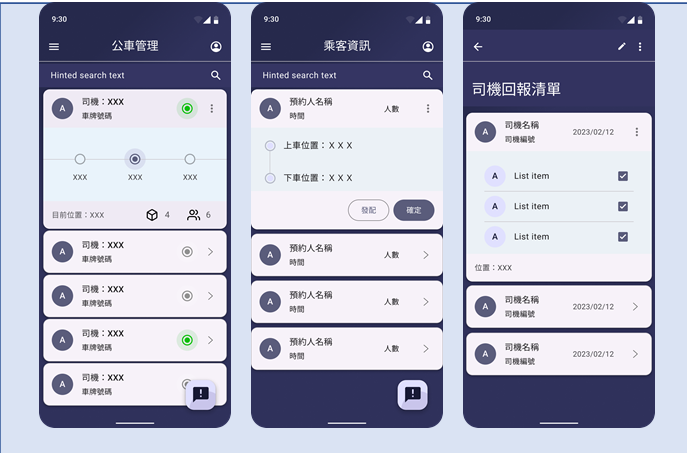 9:30
公車管理
Hinted search text
A
司機：XXX
車牌號碼
XXX
XXX
XXX
目前位置：XXX
4
6
A
司機：XXX
車牌號碼
A
司機：XXX
車牌號碼
A
司機：XXX
車牌號碼
A
司機：XXX
車牌號碼
9:30
乘客資訊
Hinted search text
A
預約人名稱
時間
人數
上車位置：ＸＸＸ
下車位置：ＸＸＸ
發配
確定
A
預約人名稱
時間
人數
A
預約人名稱
時間
人數
A
預約人名稱
時間
人數
9:30
司機回報清單
A
司機名稱
司機編號
2023/02/12
A
List item
A
List item
A
List item
位置：XXX
A
司機名稱
司機編號
2023/02/12
A
司機名稱
司機編號
2023/02/12